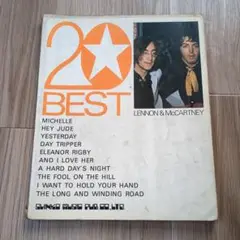 20
BEST
LENNON & McCARTNEY
MICHELLE
HEY JUDE
YESTERDAY
DAY TRIPPER
ELEANOR RIGBY
AND I LOVE HER
A HARD DAY'S NIGHT
THE FOOL ON THE HILL
I WANT TO HOLD YOUR HAND
THE LONG AND WINDING ROAD